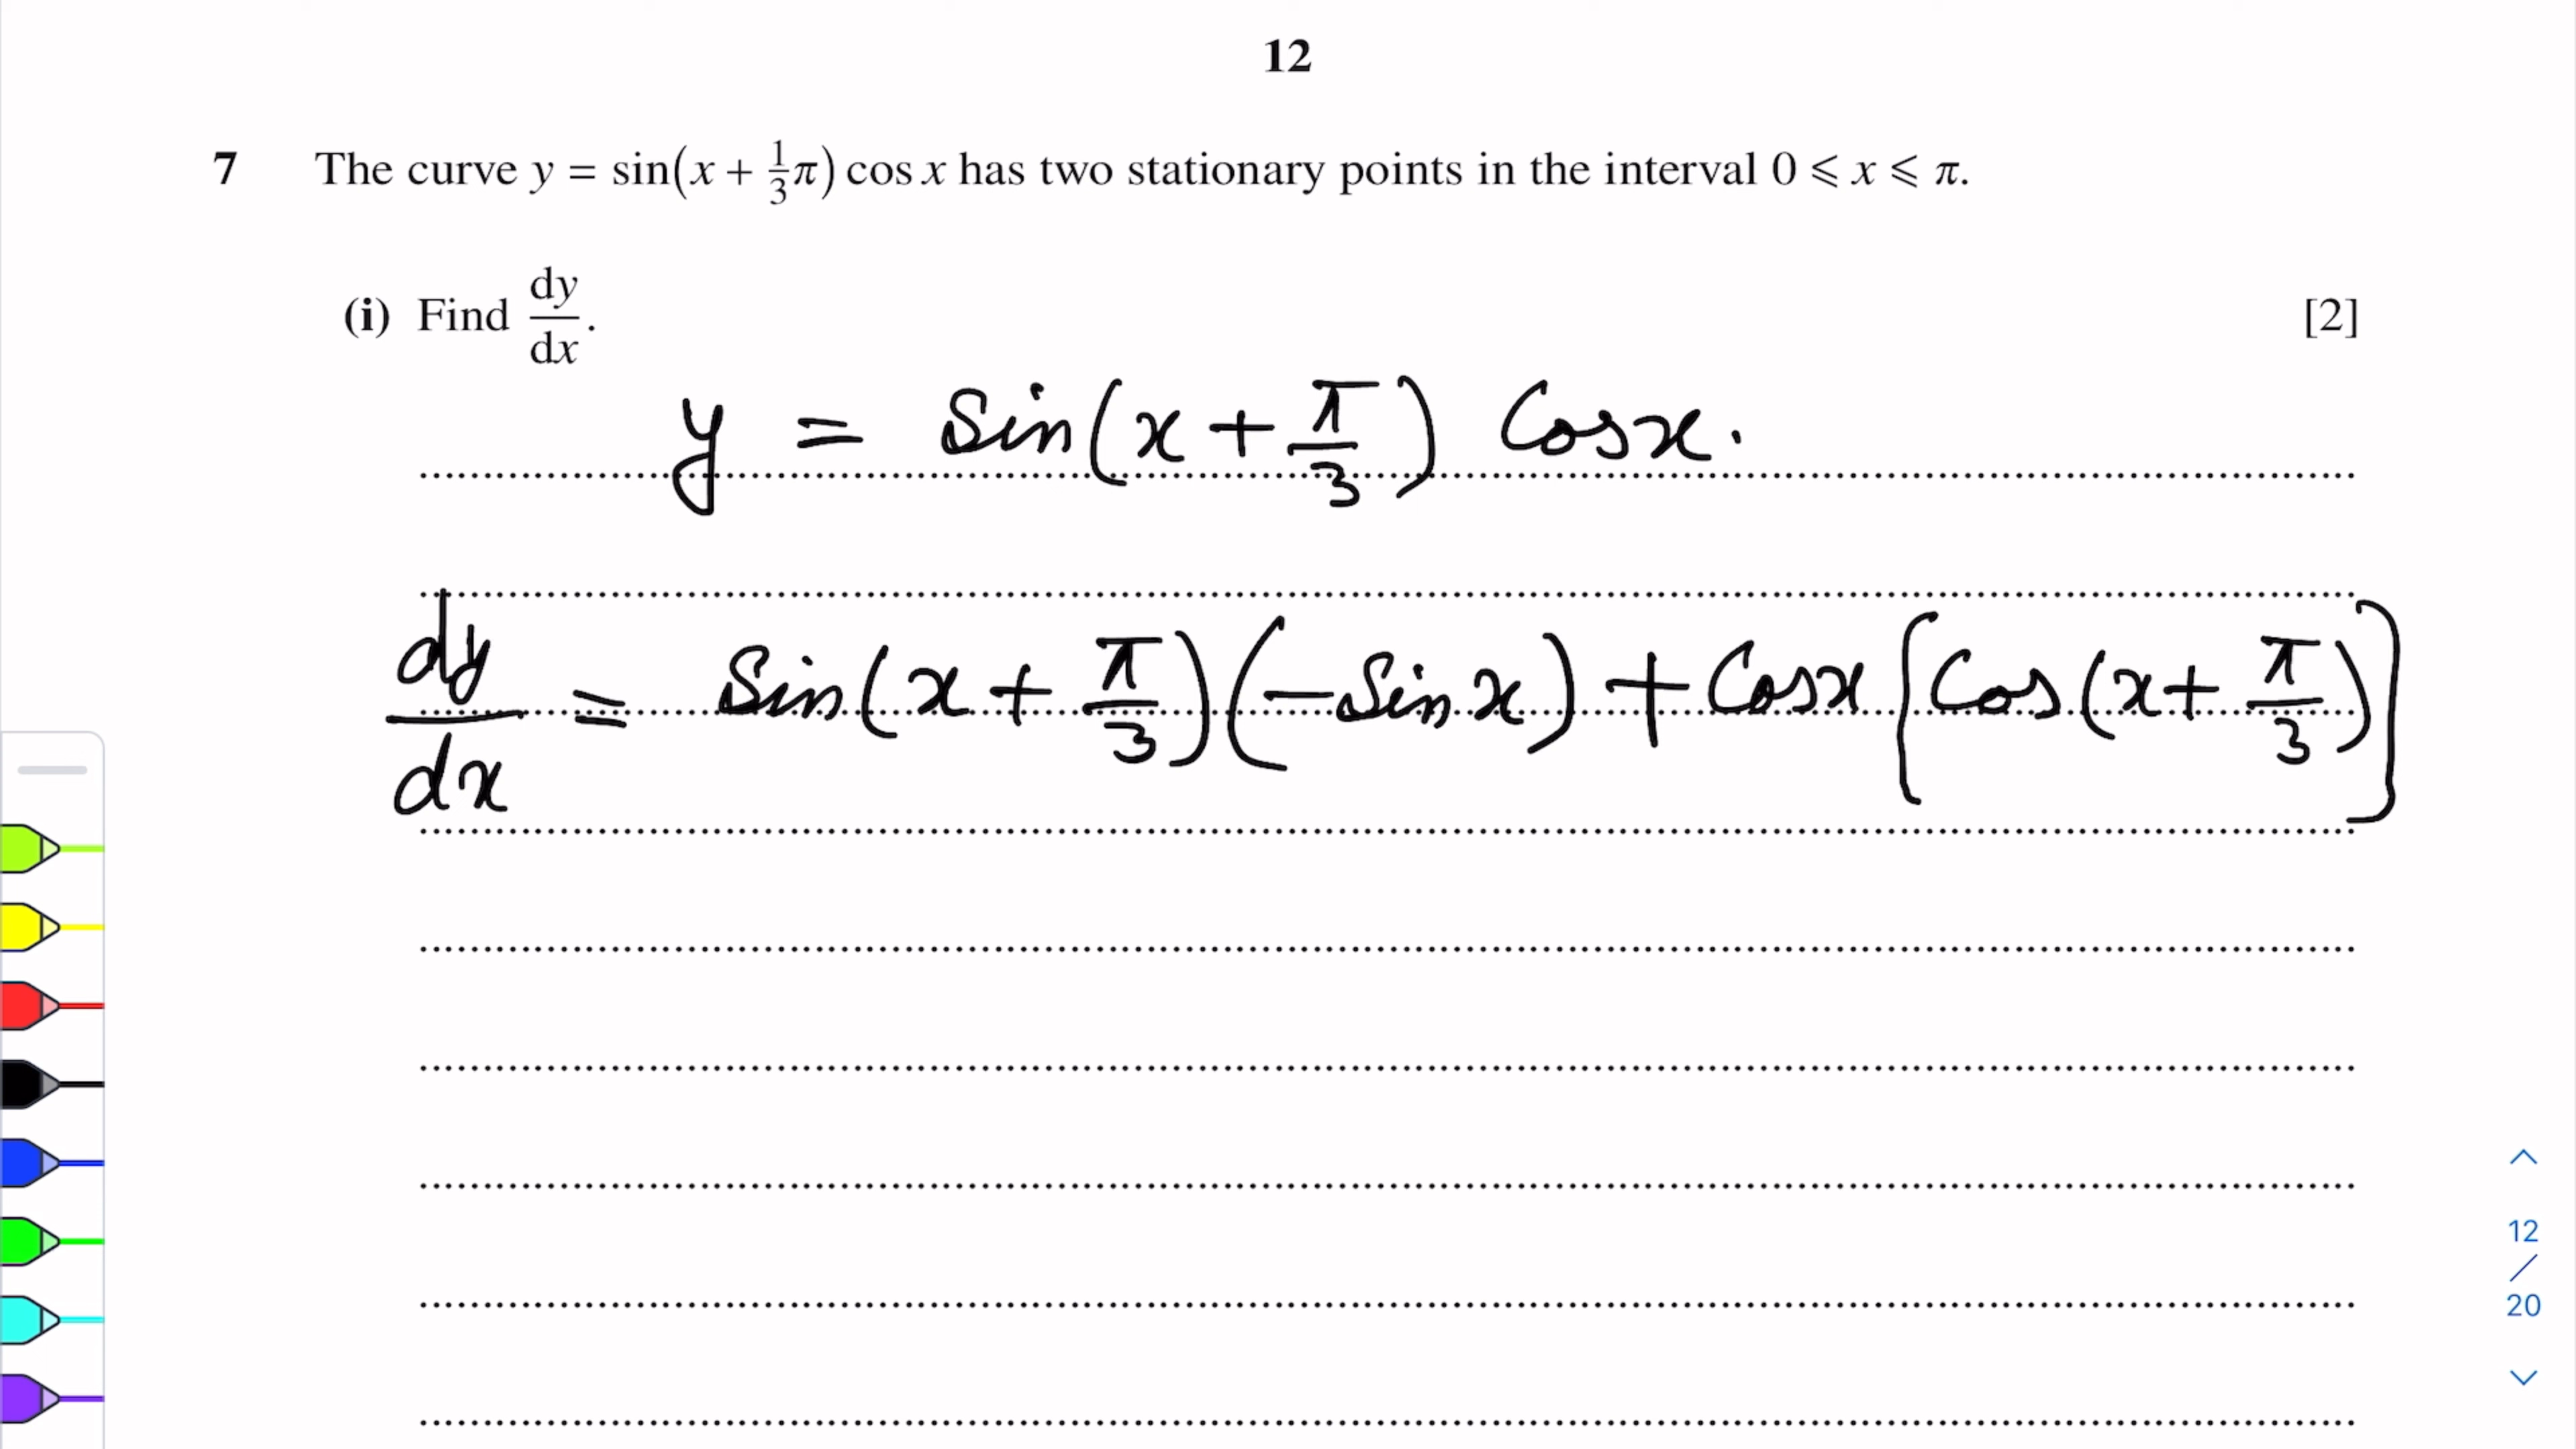 12
7 The curve y = sin(x + 1/3 π) cos x has two stationary points in the interval 0 ⩽ x ⩽ π.
(i) Find dy/dx. [2]
y = Sin(x + π/3) Cosx.
dy/dx = Sin(x + π/3)(−Sin x) + Cosx [Cos(x + π/3)]
12
/
20